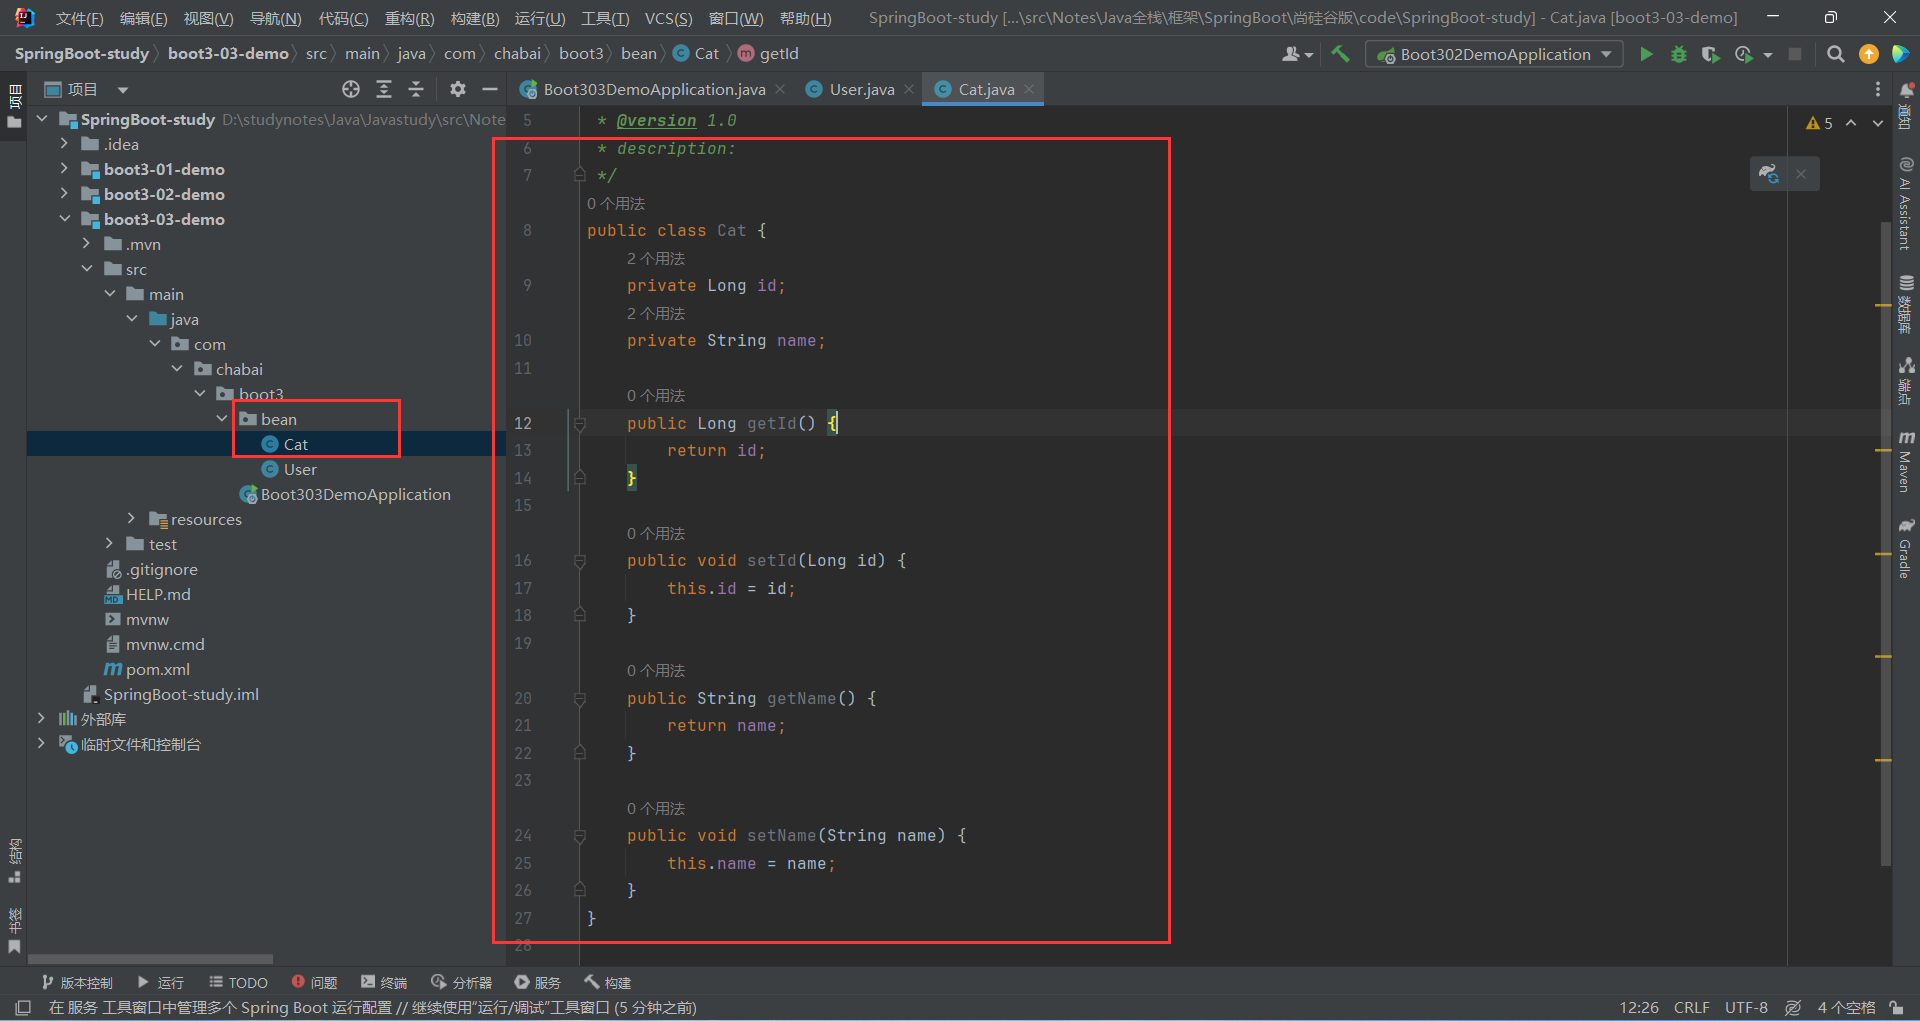 文件(F) 编辑(E) 视图(V) 导航(N) 代码(C) 重构(R) 构建(B) 运行(U) 工具(T) VCS(S) 窗口(W) 帮助(H) SpringBoot-study [...\src\Notes\Java全栈\框架\SpringBoot\尚硅谷版\code\SpringBoot-study] - Cat.java [boot3-03-demo]
SpringBoot-study boot3-03-demo src main java com chabai boot3 bean Cat getId Boot302DemoApplication
项目
项目
Boot303DemoApplication.java User.java Cat.java
SpringBoot-study D:\studynotes\Java\Javastudy\src\Note
.idea
boot3-01-demo
boot3-02-demo
boot3-03-demo
.mvn
src
main
java
com
chabai
boot3
bean
Cat
User
Boot303DemoApplication
resources
test
.gitignore
HELP.md
mvnw
mvnw.cmd
pom.xml
SpringBoot-study.iml
外部库
临时文件和控制台
结构
书签
5 * @version 1.0
6 * description:
7 */
0 个用法
8 public class Cat {
2 个用法
9 private Long id;
2 个用法
10 private String name;
11
0 个用法
12 public Long getId() {
13 return id;
14 }
15
0 个用法
16 public void setId(Long id) {
17 this.id = id;
18 }
19
0 个用法
20 public String getName() {
21 return name;
22 }
23
0 个用法
24 public void setName(String name) {
25 this.name = name;
26 }
27 }
28
5
通知
AI Assistant
数据库
端点
Maven
Gradle
版本控制 运行 TODO 问题 终端 分析器 服务 构建
在 服务 工具窗口中管理多个 Spring Boot 运行配置 // 继续使用“运行/调试”工具窗口 (5 分钟之前) 12:26 CRLF UTF-8 4 个空格